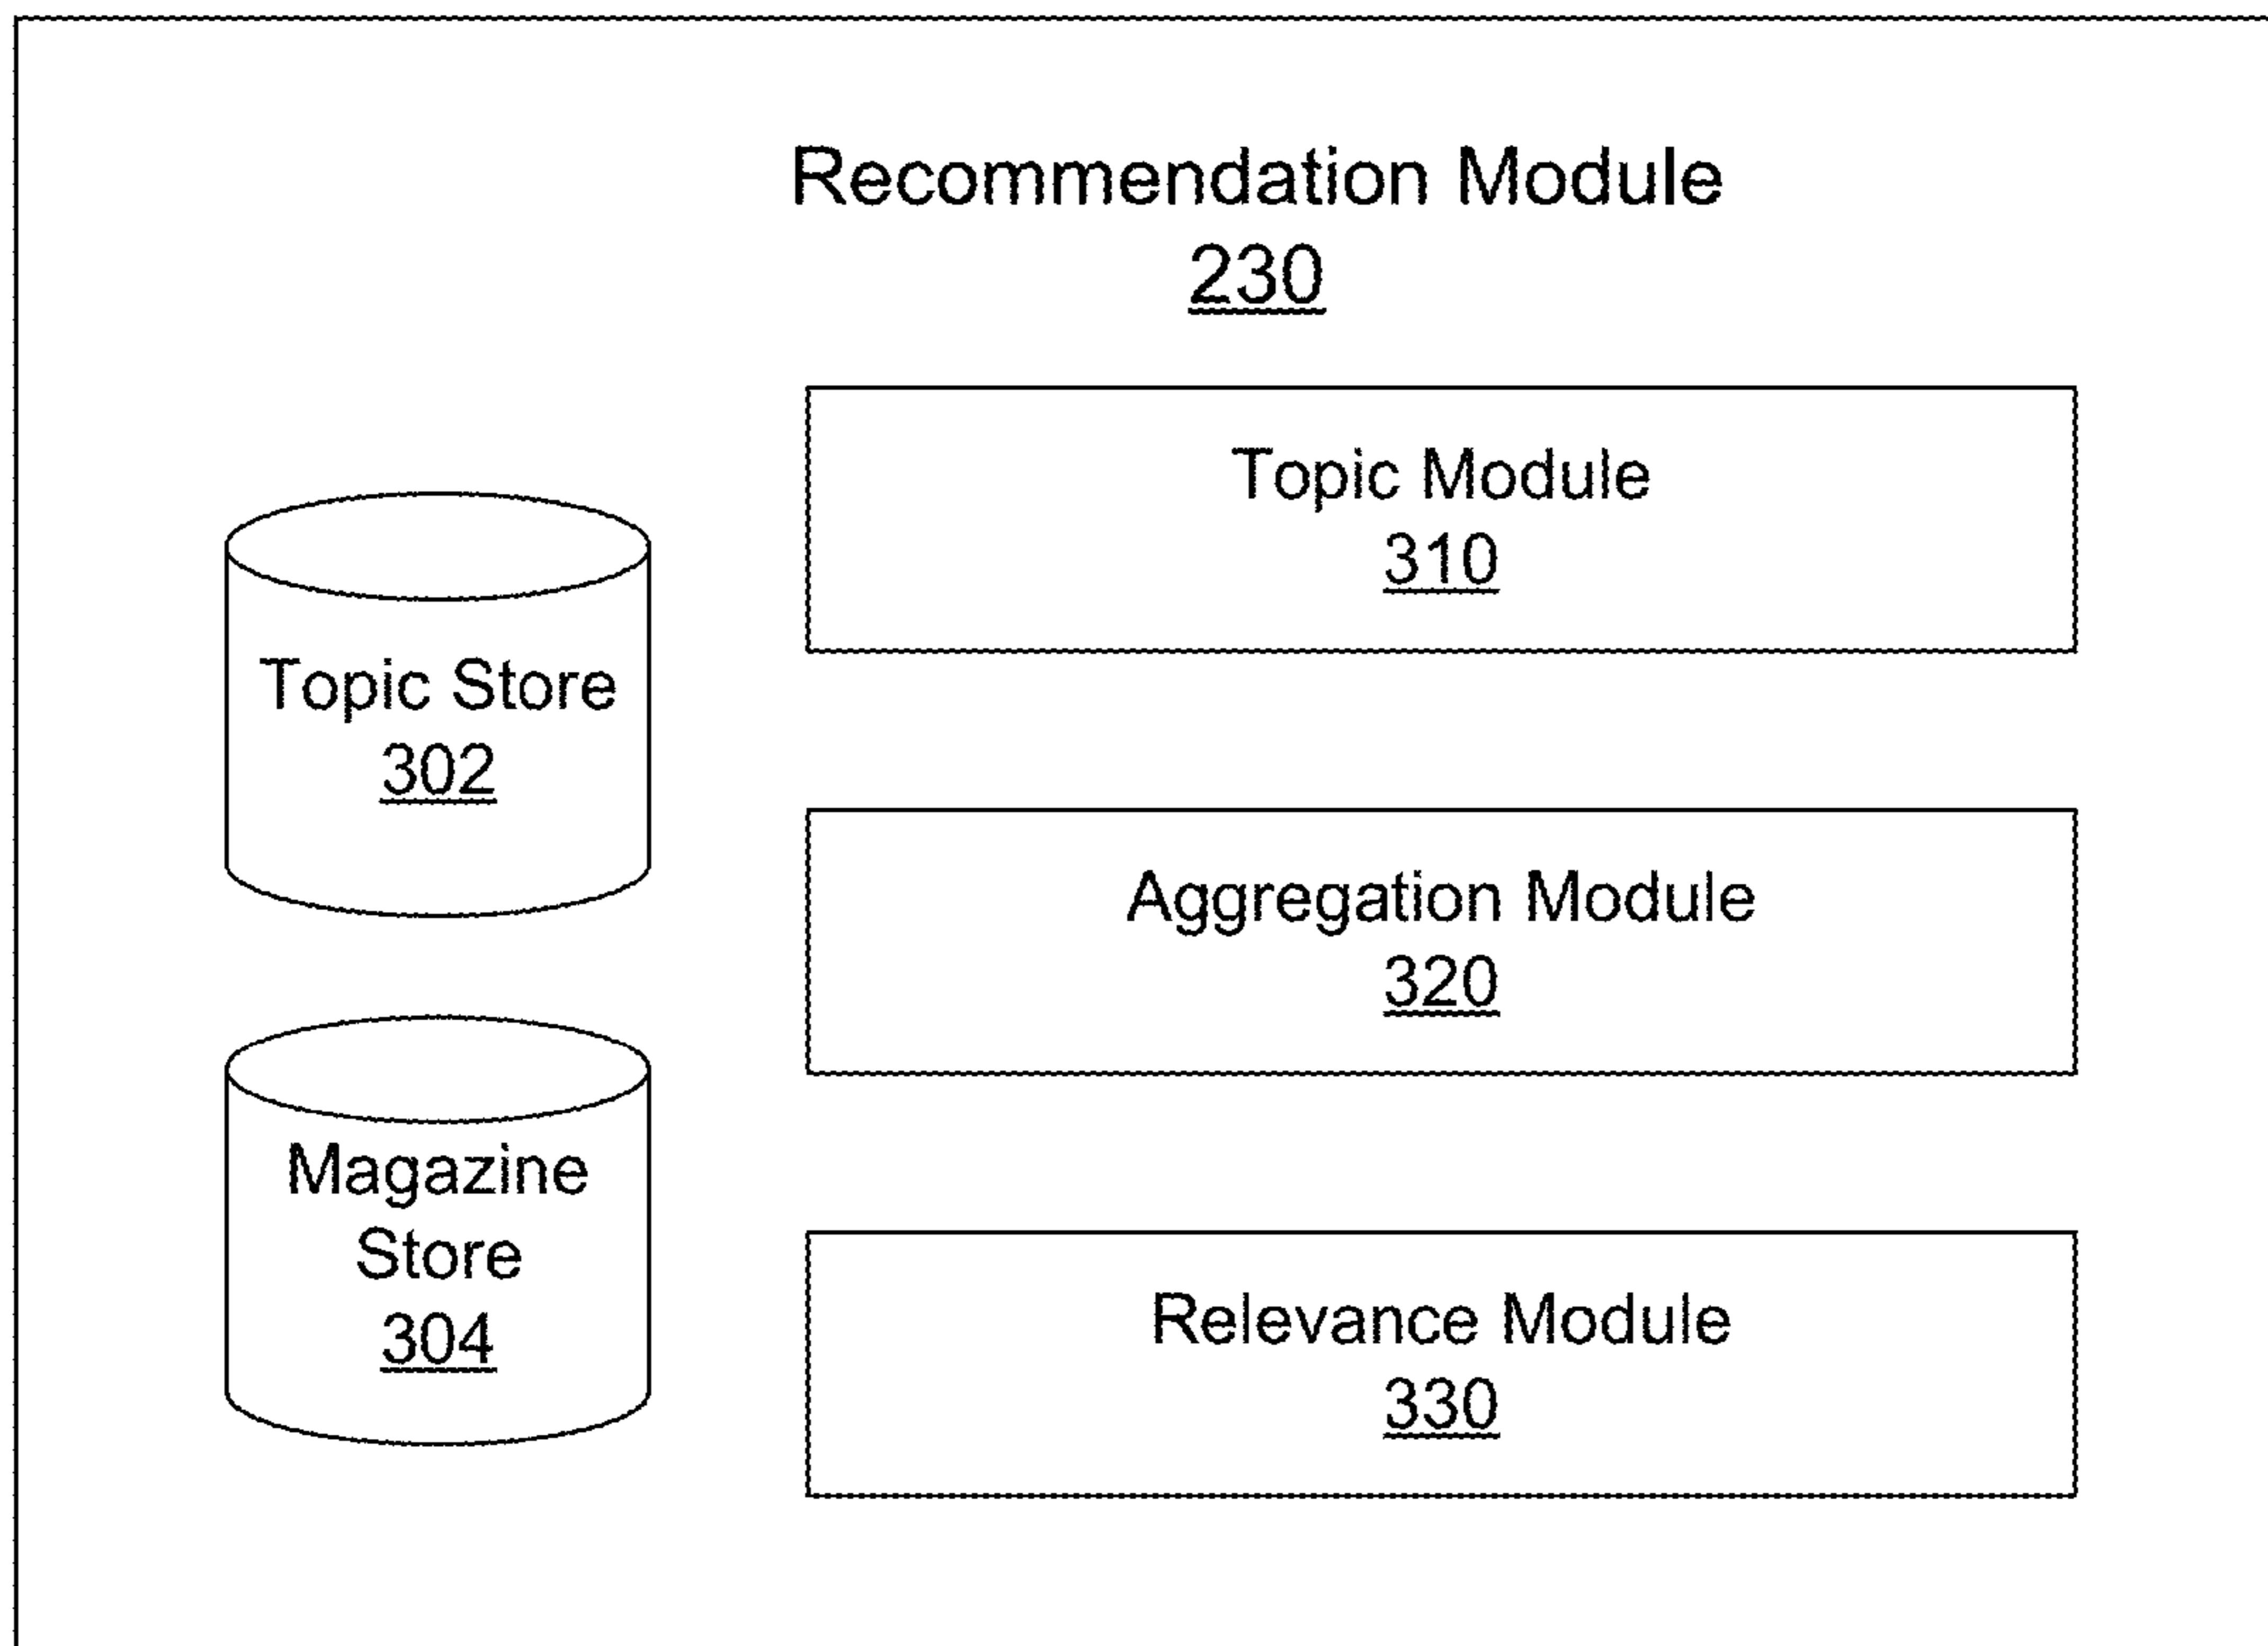 Recommendation Module
230
Topic Module
310
Topic Store
302
Aggregation Module
320
Magazine
Store
304
Relevance Module
330